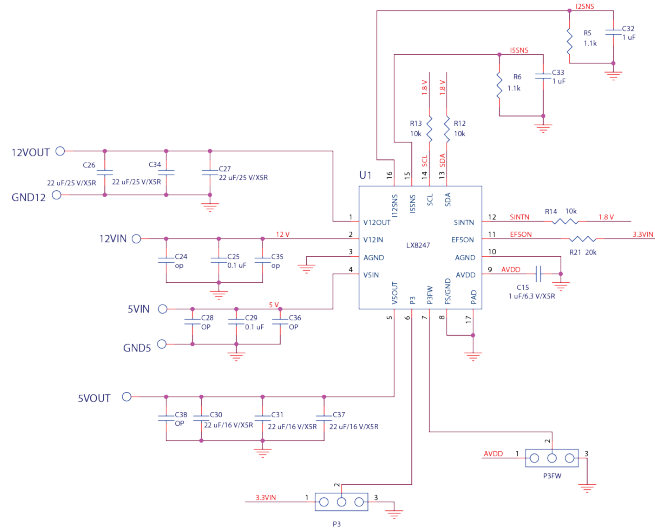 I2SNS
R5
1.1k
C32
1 uF
ISSNS
R6
1.1k
C33
1 uF
1.8 V
1.8 V
R13
10k
R12
10k
SCL
SDA
12VOUT
C26
22 uF/25 V/X5R
C34
22 uF/25 V/X5R
C27
22 uF/25 V/X5R
GND12
U1
16
15
14
13
I12SNS
ISSNS
SCL
SDA
1
V12OUT
SINTN
12
SINTN
R14
10k
1.8 V
12VIN
12 V
2
V12IN
LX8247
EFSON
11
EFSON
R21 20k
3.3VIN
C24
op
C25
0.1 uF
C35
op
3
AGND
AGND
10
4
V5IN
AVDD
9
AVDD
C15
1 uF/6.3 V/X5R
5VIN
5 V
C28
OP
C29
0.1 uF
C36
OP
GND5
V5OUT
P3
P3FW
FS/GND
PAD
5
6
7
8
17
5VOUT
C38
OP
C30
22 uF/16 V/X5R
C31
22 uF/16 V/X5R
C37
22 uF/16 V/X5R
AVDD
1
2
3
P3FW
3.3VIN
1
2
3
P3